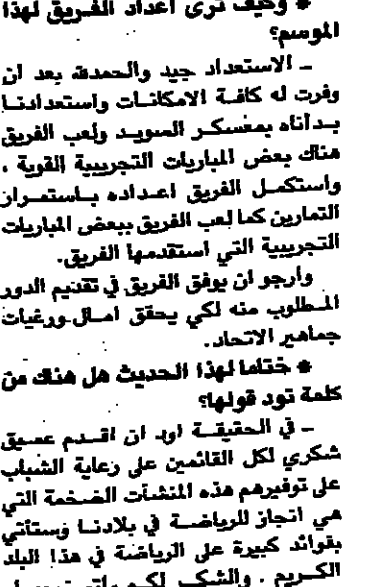 * وكيف ترى اعداد الفريق لهذا
الموسم؟
ـ الاستعداد جيد والحمدلله بعد ان
وفرت له كافة الامكانات واستعدادنا
بدأناه بمعسكر السويد ولعب الفريق
هناك بعض المباريات التجريبية القوية ،
واستكمل الفريق اعداده باستمرار
التمارين كما لعب الفريق ببعض المباريات
التجريبية التي استقدمها الفريق.
وارجو ان يوفق الفريق في تقديم الدور
المطلوب منه لكي يحقق امال ورغبات
جماهير الاتحاد.
* ختاما لهذا الحديث هل هناك من
كلمة تود قولها؟
ـ في الحقيقة اود ان اقدم عميق
شكري لكل القائمين على رعاية الشباب
على توفيرهم هذه المنشآت الضخمة التي
هي انجاز للرياضة في بلادنا وستأتي
بفوائد كبيرة على الرياضة في هذا البلد
الكريم . والشكر لكم